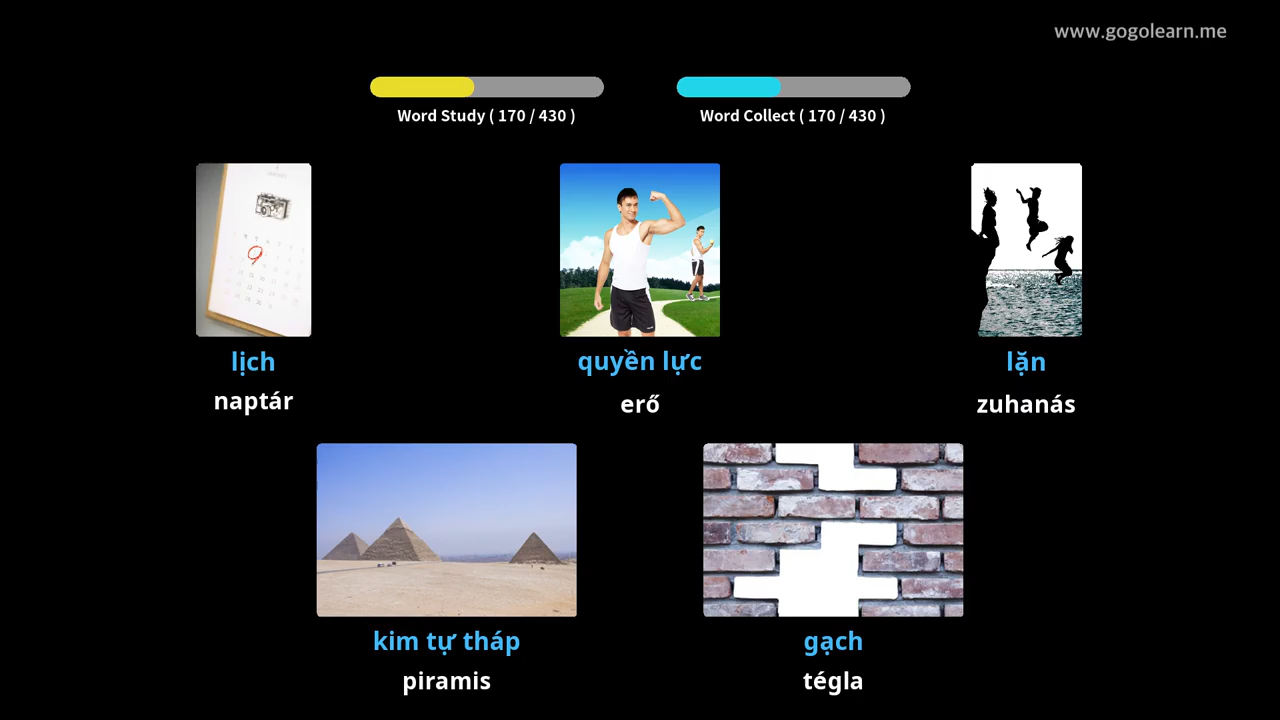 www.gogolearn.me
Word Study ( 170 / 430 )
Word Collect ( 170 / 430 )
lịch
naptár
quyền lực
erő
lặn
zuhanás
kim tự tháp
piramis
gạch
tégla